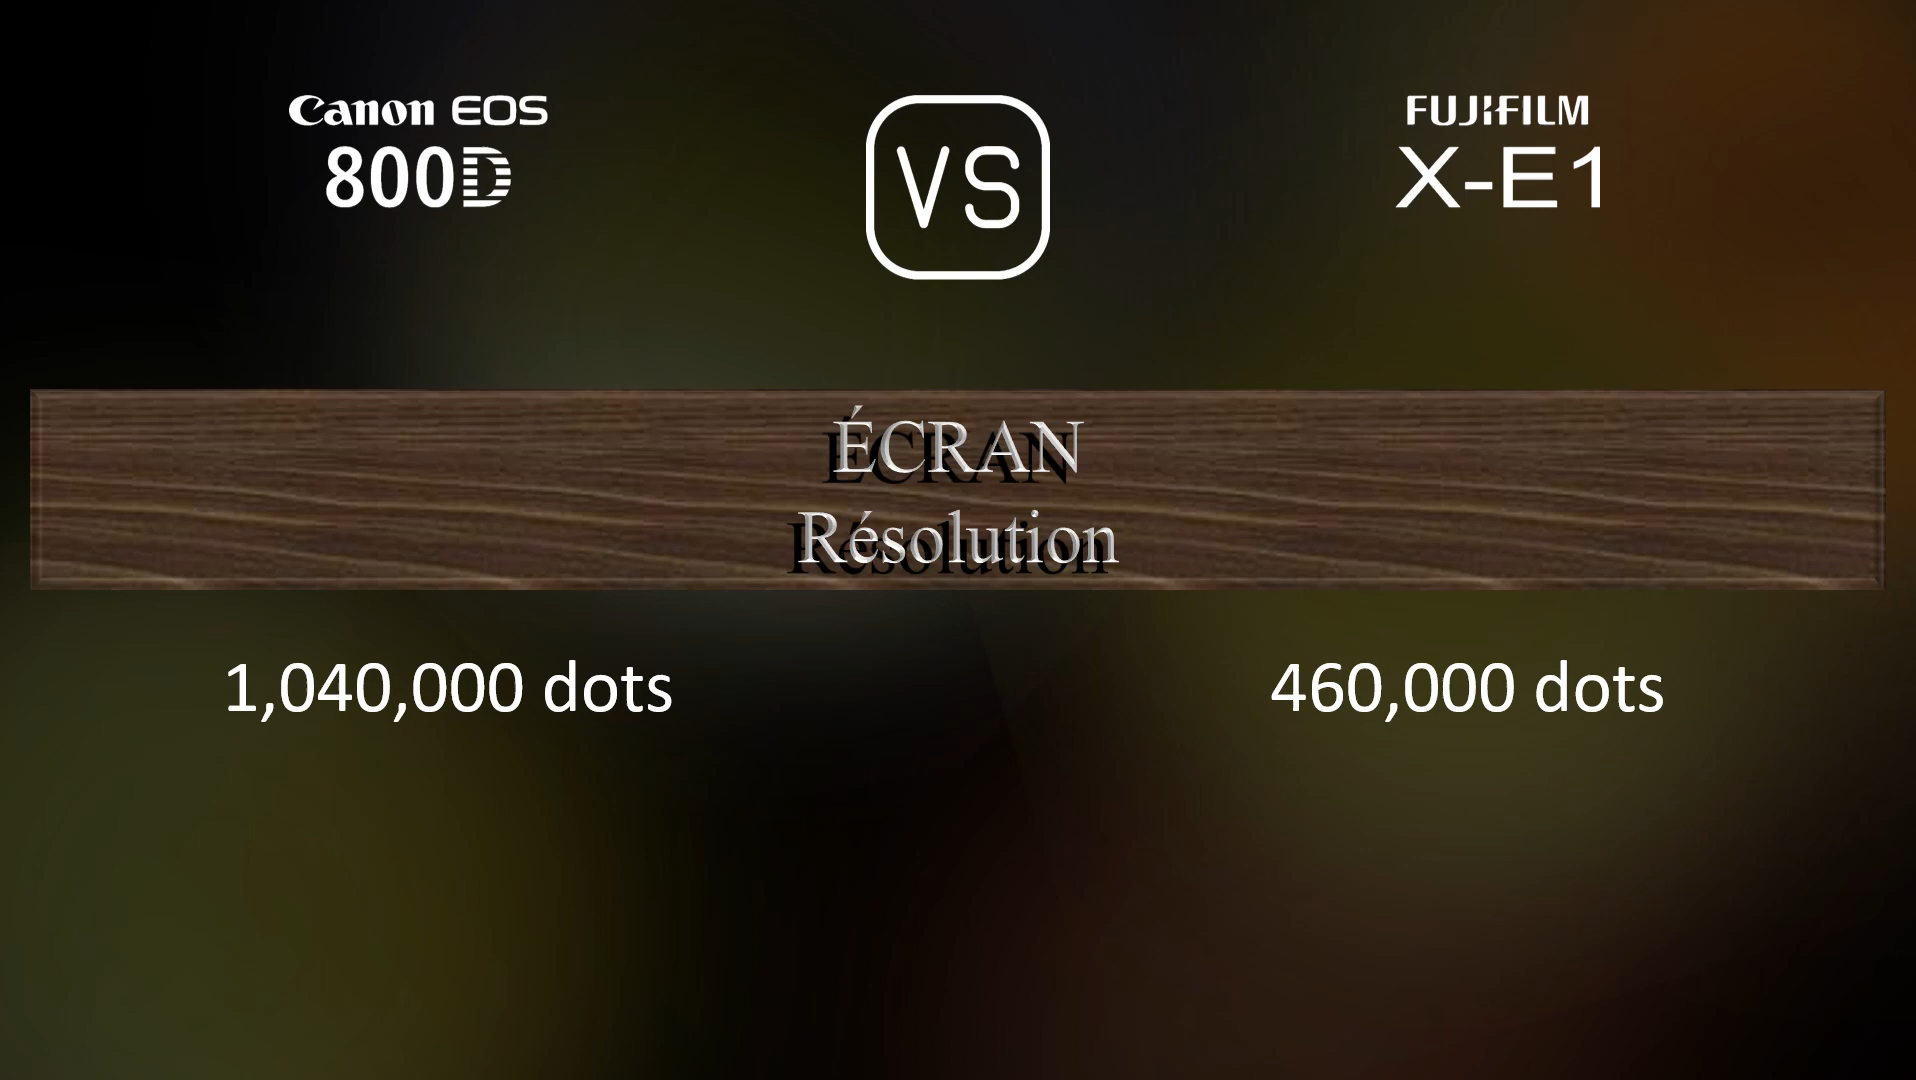 Canon EOS
800D
VS
FUJIFILM
X-E1
ÉCRAN
Résolution
1,040,000 dots
460,000 dots